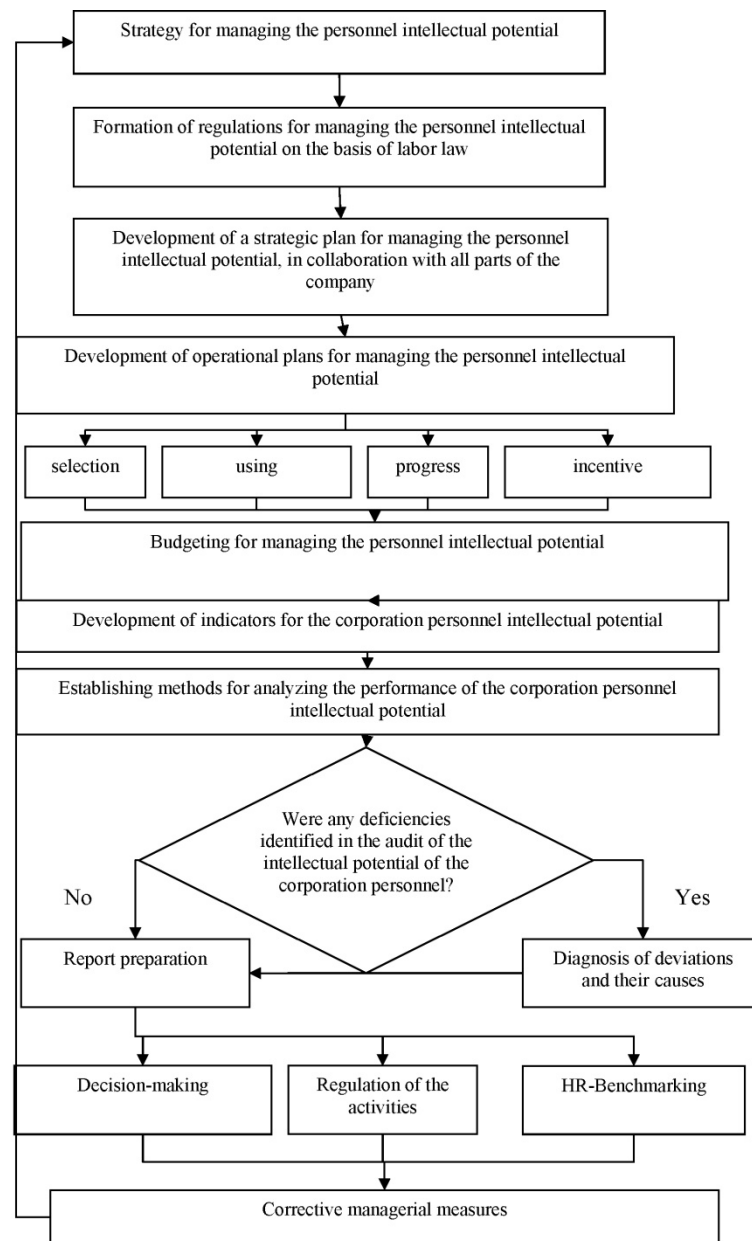 Strategy for managing the personnel intellectual potential
Formation of regulations for managing the personnel intellectual
potential on the basis of labor law
Development of a strategic plan for managing the personnel
intellectual potential, in collaboration with all parts of the
company
Development of operational plans for managing the personnel intellectual
potential
selection
using
progress
incentive
Budgeting for managing the personnel intellectual potential
Development of indicators for the corporation personnel intellectual potential
Establishing methods for analyzing the performance of the corporation personnel
intellectual potential
Were any deficiencies
identified in the audit of the
intellectual potential of the
corporation personnel?
No
Yes
Report preparation
Diagnosis of deviations
and their causes
Decision-making
Regulation of the
activities
HR-Benchmarking
Corrective managerial measures